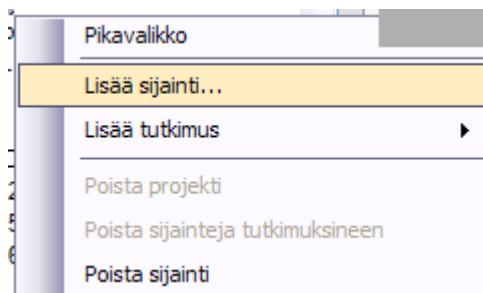 Pikavalikko
Lisää sijainti...
Lisää tutkimus
Poista projekti
Poista sijainteja tutkimuksineen
Poista sijainti